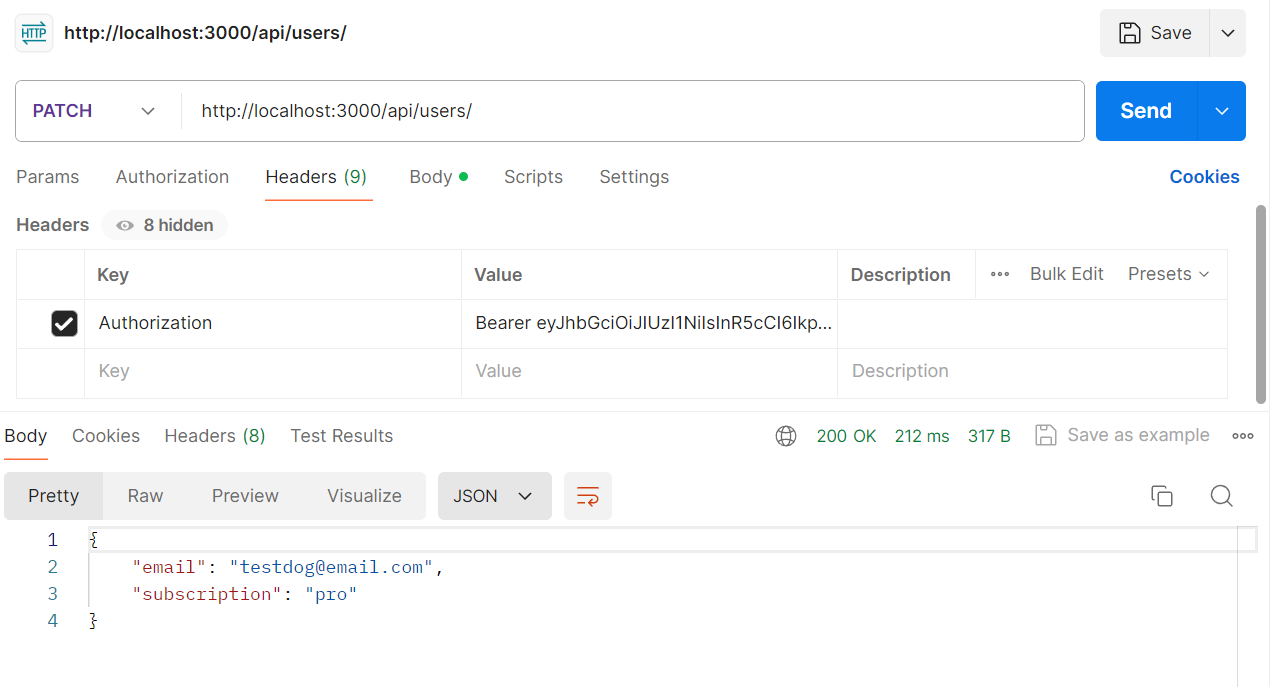 HTTP http://localhost:3000/api/users/ Save
PATCH http://localhost:3000/api/users/ Send
Params Authorization Headers (9) Body Scripts Settings Cookies
Headers 8 hidden
Key Value Description Bulk Edit Presets
Authorization Bearer eyJhbGciOiJIUzI1NiIsInR5cCI6Ikp...
Key Value Description
Body Cookies Headers (8) Test Results 200 OK 212 ms 317 B Save as example
Pretty Raw Preview Visualize JSON
1 {
2 "email": "testdog@email.com",
3 "subscription": "pro"
4 }